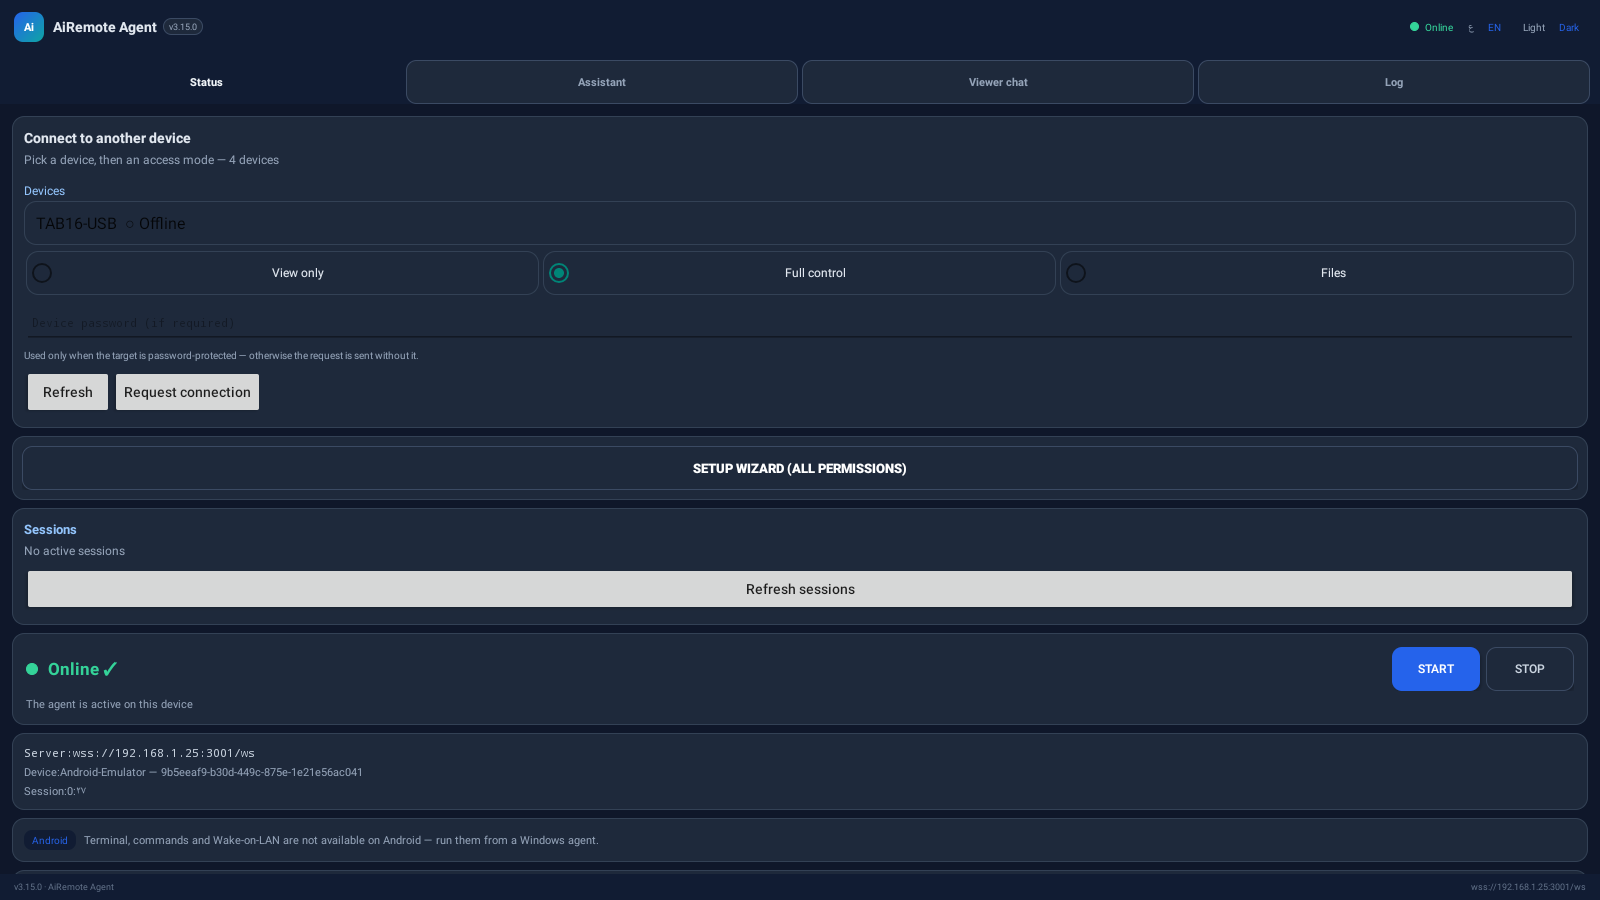 Ai AiRemote Agent v3.15.0 Online ع EN Light Dark
Status Assistant Viewer chat Log
Connect to another device
Pick a device, then an access mode — 4 devices
Devices
TAB16-USB ○ Offline
View only Full control Files
Device password (if required)
Used only when the target is password-protected — otherwise the request is sent without it.
Refresh Request connection
SETUP WIZARD (ALL PERMISSIONS)
Sessions
No active sessions
Refresh sessions
Online ✓ START STOP
The agent is active on this device
Server:wss://192.168.1.25:3001/ws
Device:Android-Emulator — 9b5eeaf9-b30d-449c-875e-1e21e56ac041
Session:0:٢٧
Android Terminal, commands and Wake-on-LAN are not available on Android — run them from a Windows agent.
v3.15.0 · AiRemote Agent wss://192.168.1.25:3001/ws